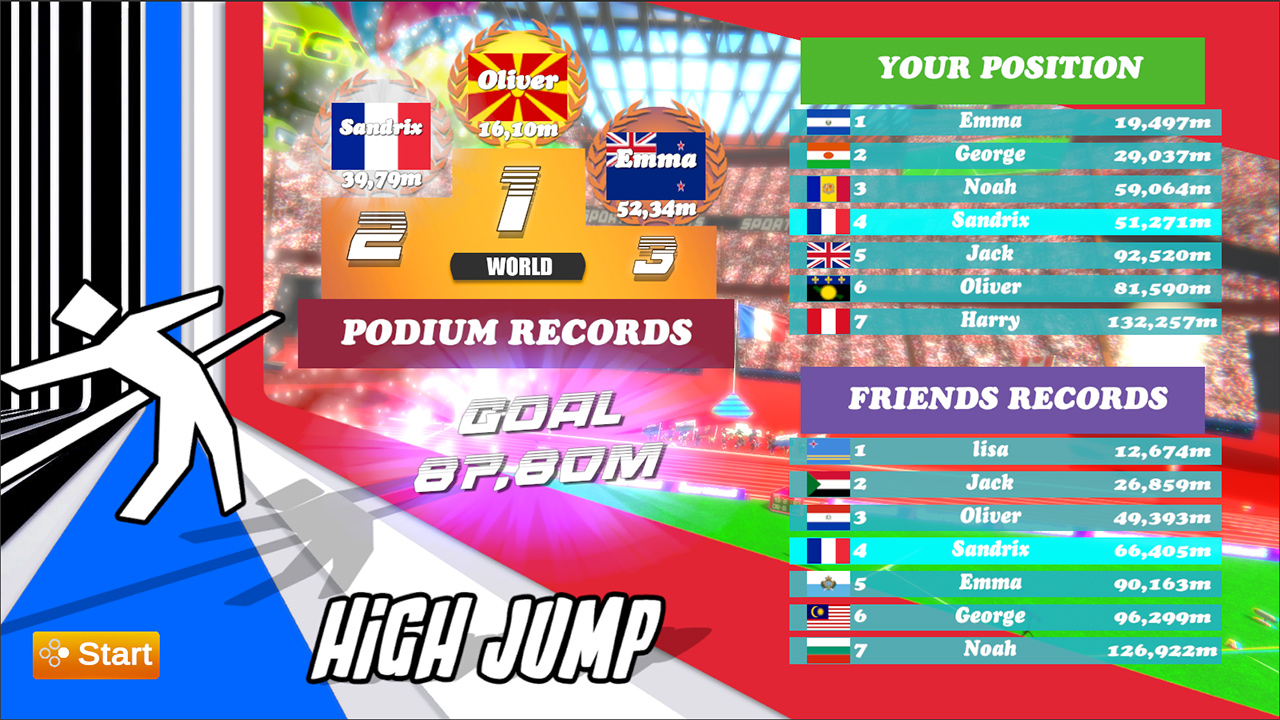 RGY
Oliver
16,10m
Sandrix
39,79m
Emma
52,34m
1
2
3
WORLD
PODIUM RECORDS
GOAL
87,80M
HIGH JUMP
Start
YOUR POSITION
1 Emma 19,497m
2 George 29,037m
3 Noah 59,064m
4 Sandrix 51,271m
5 Jack 92,520m
6 Oliver 81,590m
7 Harry 132,257m
SPOR
FRIENDS RECORDS
1 lisa 12,674m
2 Jack 26,859m
3 Oliver 49,393m
4 Sandrix 66,405m
5 Emma 90,163m
6 George 96,299m
7 Noah 126,922m